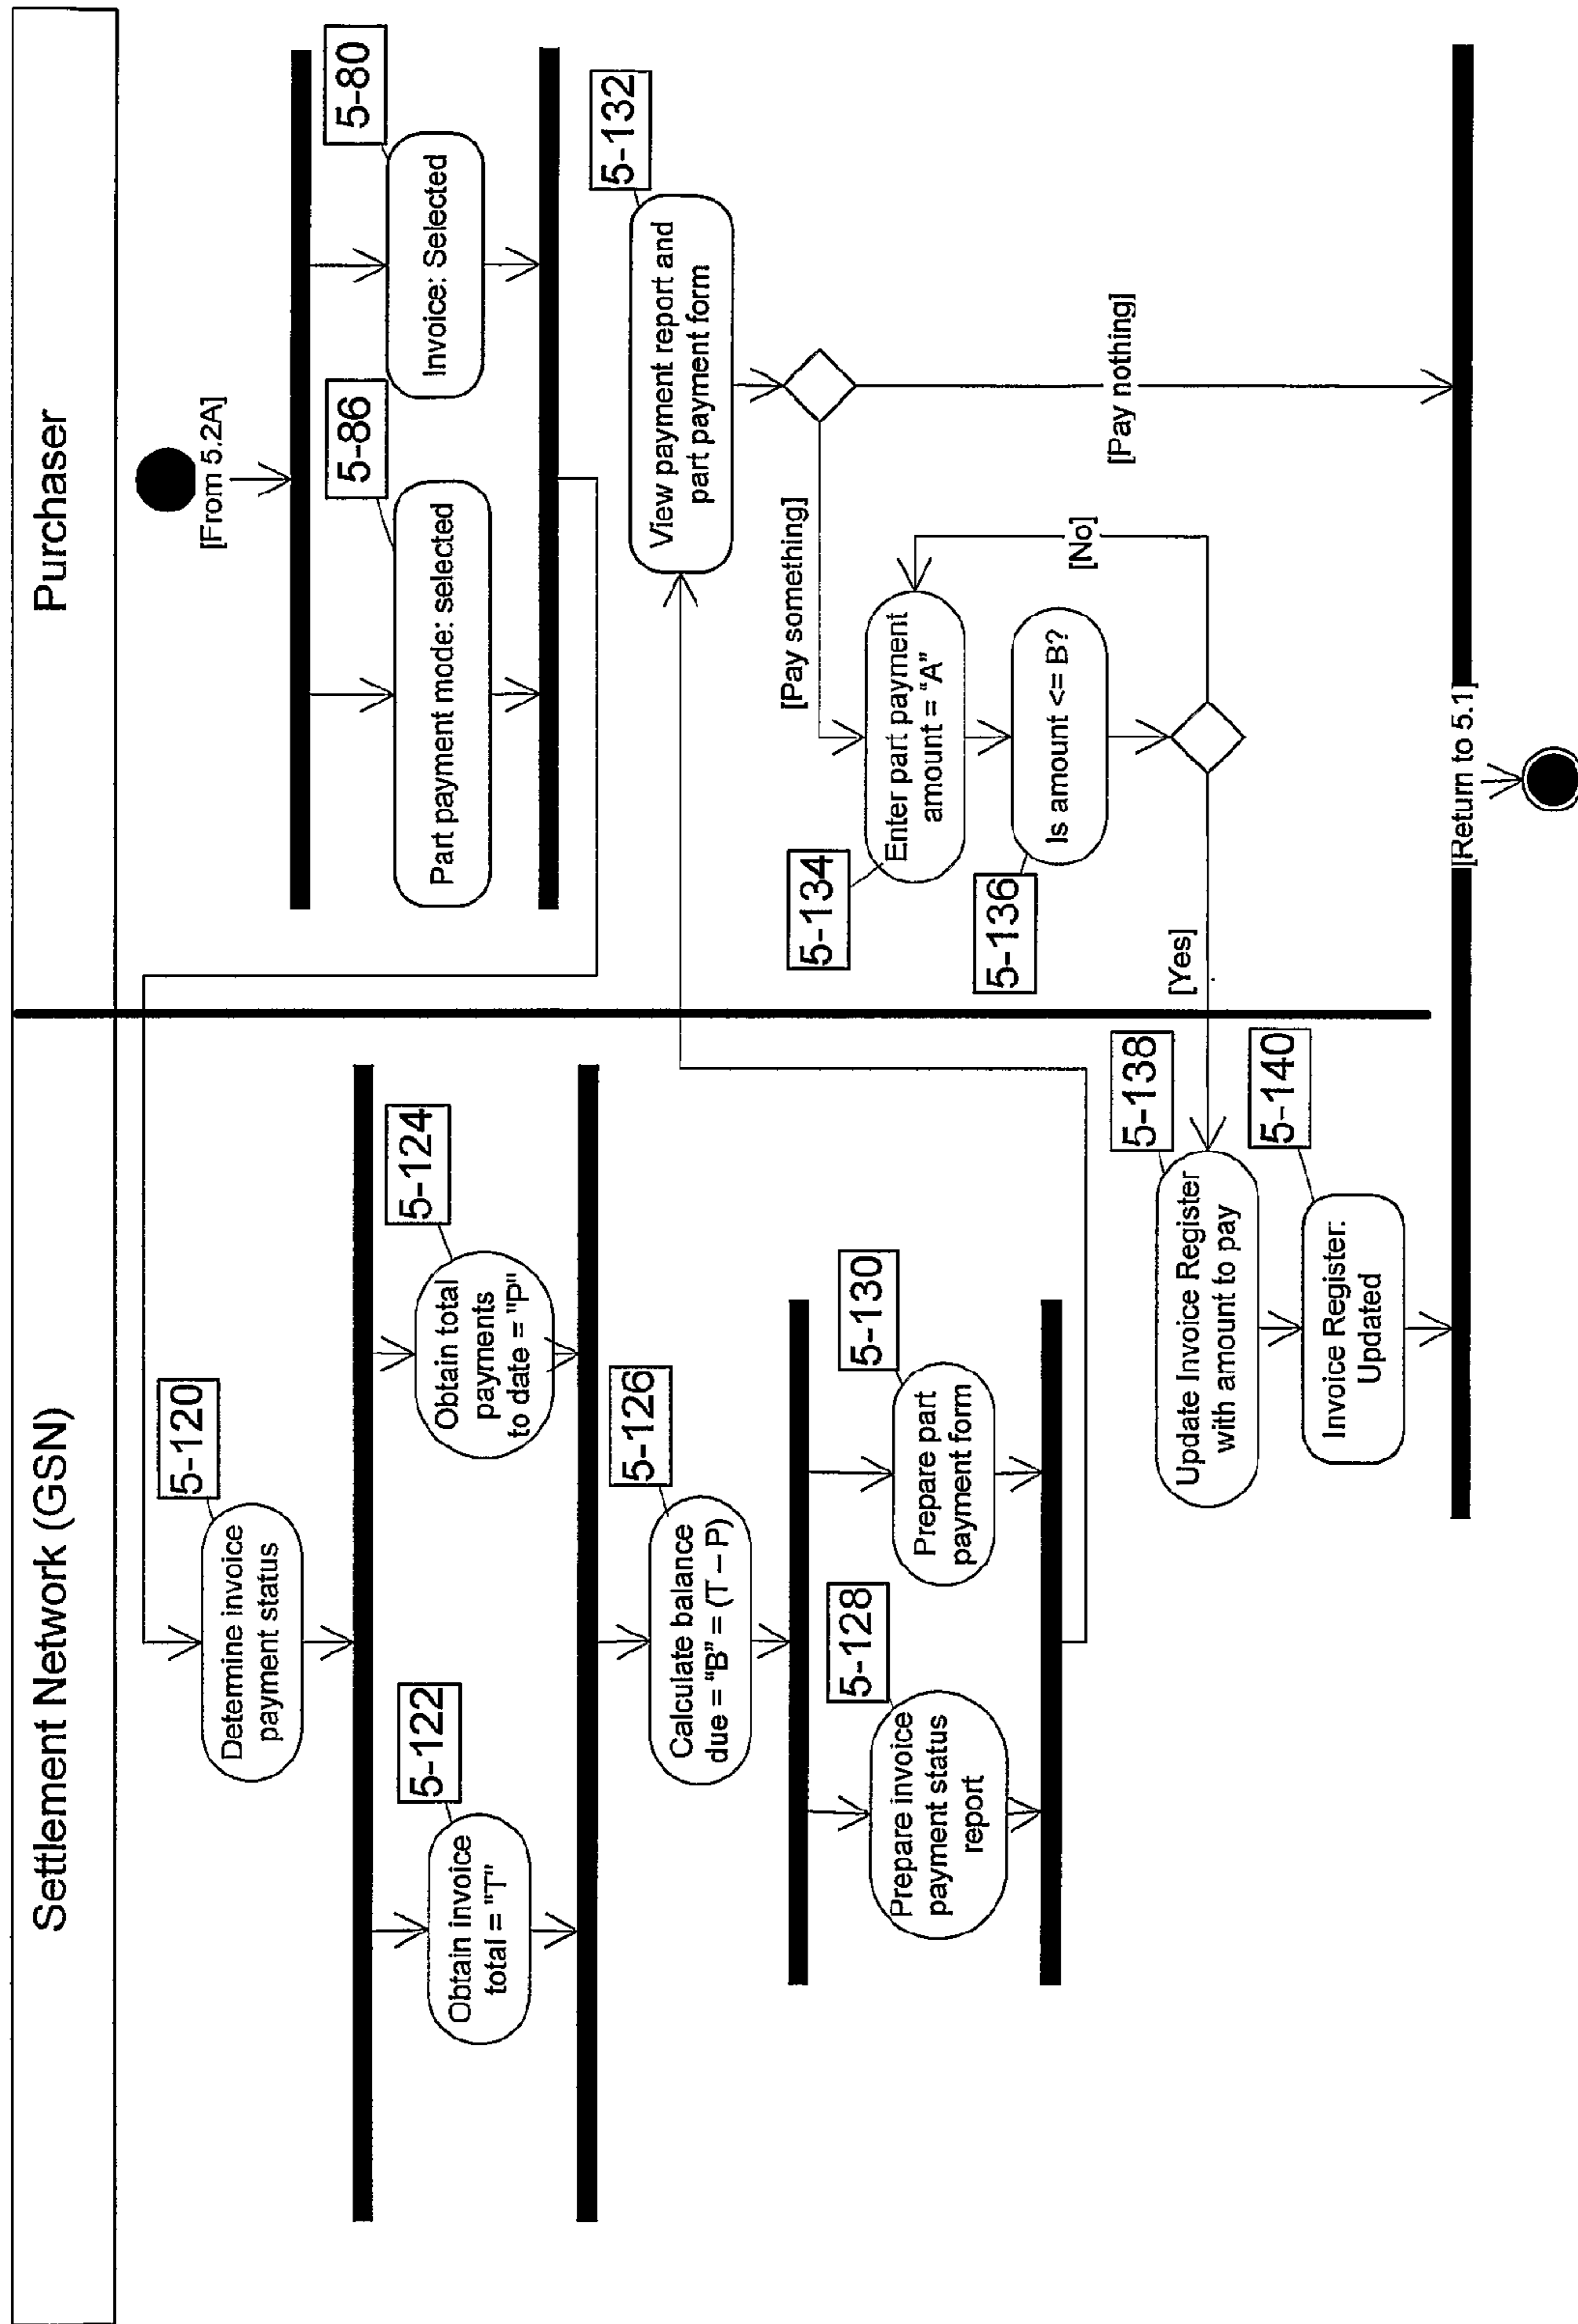 Settlement Network (GSN)
Purchaser
[From 5.2A]
5-86
Part payment mode: selected
5-80
Invoice: Selected
5-120
Determine invoice
payment status
5-122
Obtain invoice
total = "T"
5-124
Obtain total
payments
to date = "P"
5-126
Calculate balance
due = "B" = (T – P)
5-128
Prepare invoice
payment status
report
5-130
Prepare part
payment form
5-132
View payment report and
part payment form
[Pay something]
[Pay nothing]
5-134
Enter part payment
amount = "A"
5-136
Is amount <= B?
[No]
[Yes]
5-138
Update Invoice Register
with amount to pay
5-140
Invoice Register:
Updated
[Return to 5.1]